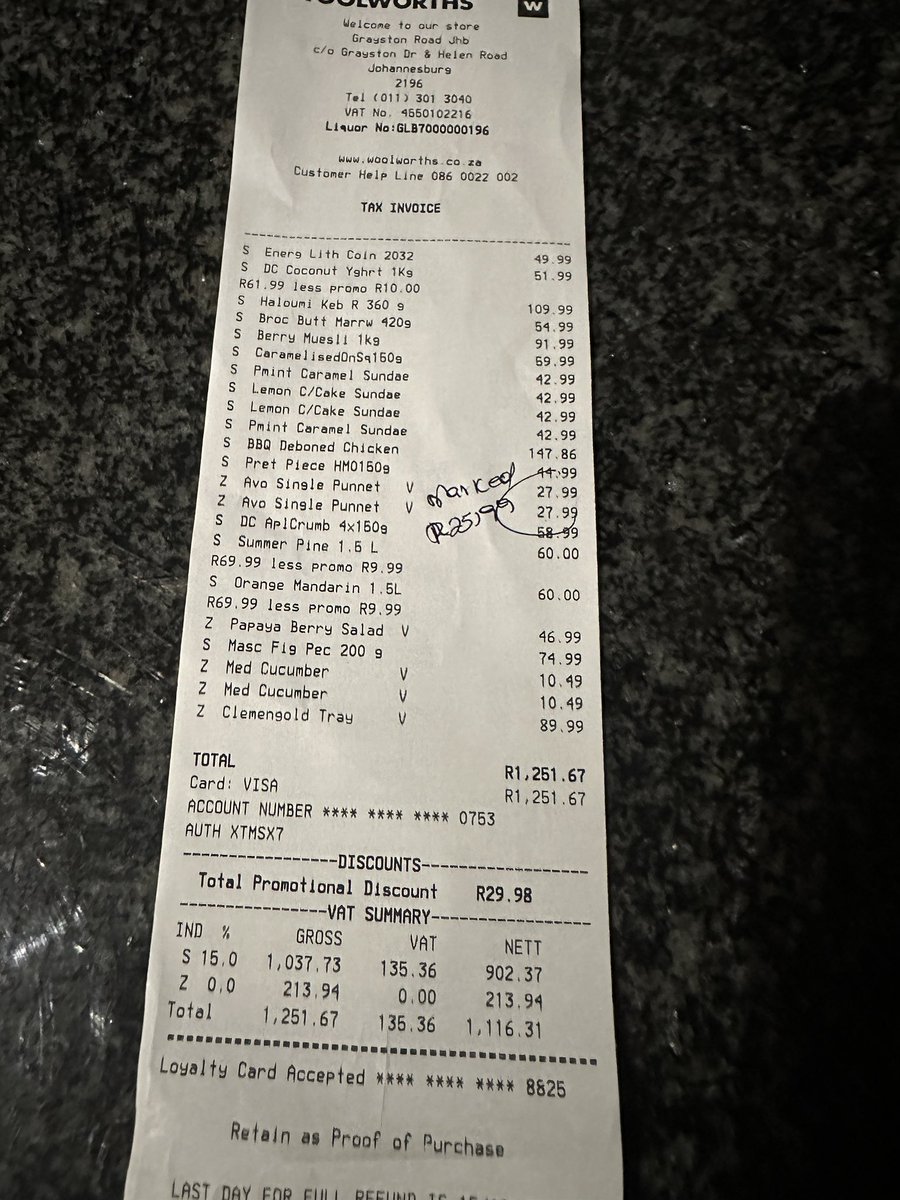 WOOLWORTHS W
Welcome to our store
Grayston Road Jhb
c/o Grayston Dr & Helen Road
Johannesburg
2196
Tel (011) 301 3040
VAT No. 4550102216
Liquor No:GLB7000000196
www.woolworths.co.za
Customer Help Line 086 0022 002
TAX INVOICE
S Energ Lith Coin 2032 49.99
S DC Coconut Yghrt 1Kg 51.99
R61.99 less promo R10.00
S Haloumi Keb R 360 g 109.99
S Broc Butt Marrw 420g 54.99
S Berry Muesli 1kg 91.99
S CaramelisedOnSq150g 59.99
S Pmint Caramel Sundae 42.99
S Lemon C/Cake Sundae 42.99
S Lemon C/Cake Sundae 42.99
S Pmint Caramel Sundae 42.99
S BBQ Deboned Chicken 147.86
S Pret Piece HMO150g 44.99
Z Avo Single Punnet V 27.99
Z Avo Single Punnet V 27.99
marked
R25,99
S DC AplCrumb 4x150g 58.99
S Summer Pine 1.5 L 60.00
R69.99 less promo R9.99
S Orange Mandarin 1.5L 60.00
R69.99 less promo R9.99
Z Papaya Berry Salad V 46.99
S Masc Fig Pec 200 g 74.99
Z Med Cucumber V 10.49
Z Med Cucumber V 10.49
Z Clemengold Tray V 89.99
TOTAL R1,251.67
Card: VISA R1,251.67
ACCOUNT NUMBER **** **** **** 0753
AUTH XTMSX7
DISCOUNTS
Total Promotional Discount R29.98
VAT SUMMARY
IND % GROSS VAT NETT
S 15.0 1,037.73 135.36 902.37
Z 0.0 213.94 0.00 213.94
Total 1,251.67 135.36 1,116.31
Loyalty Card Accepted **** **** **** 8825
Retain as Proof of Purchase
LAST DAY FOR FULL REFUND IS